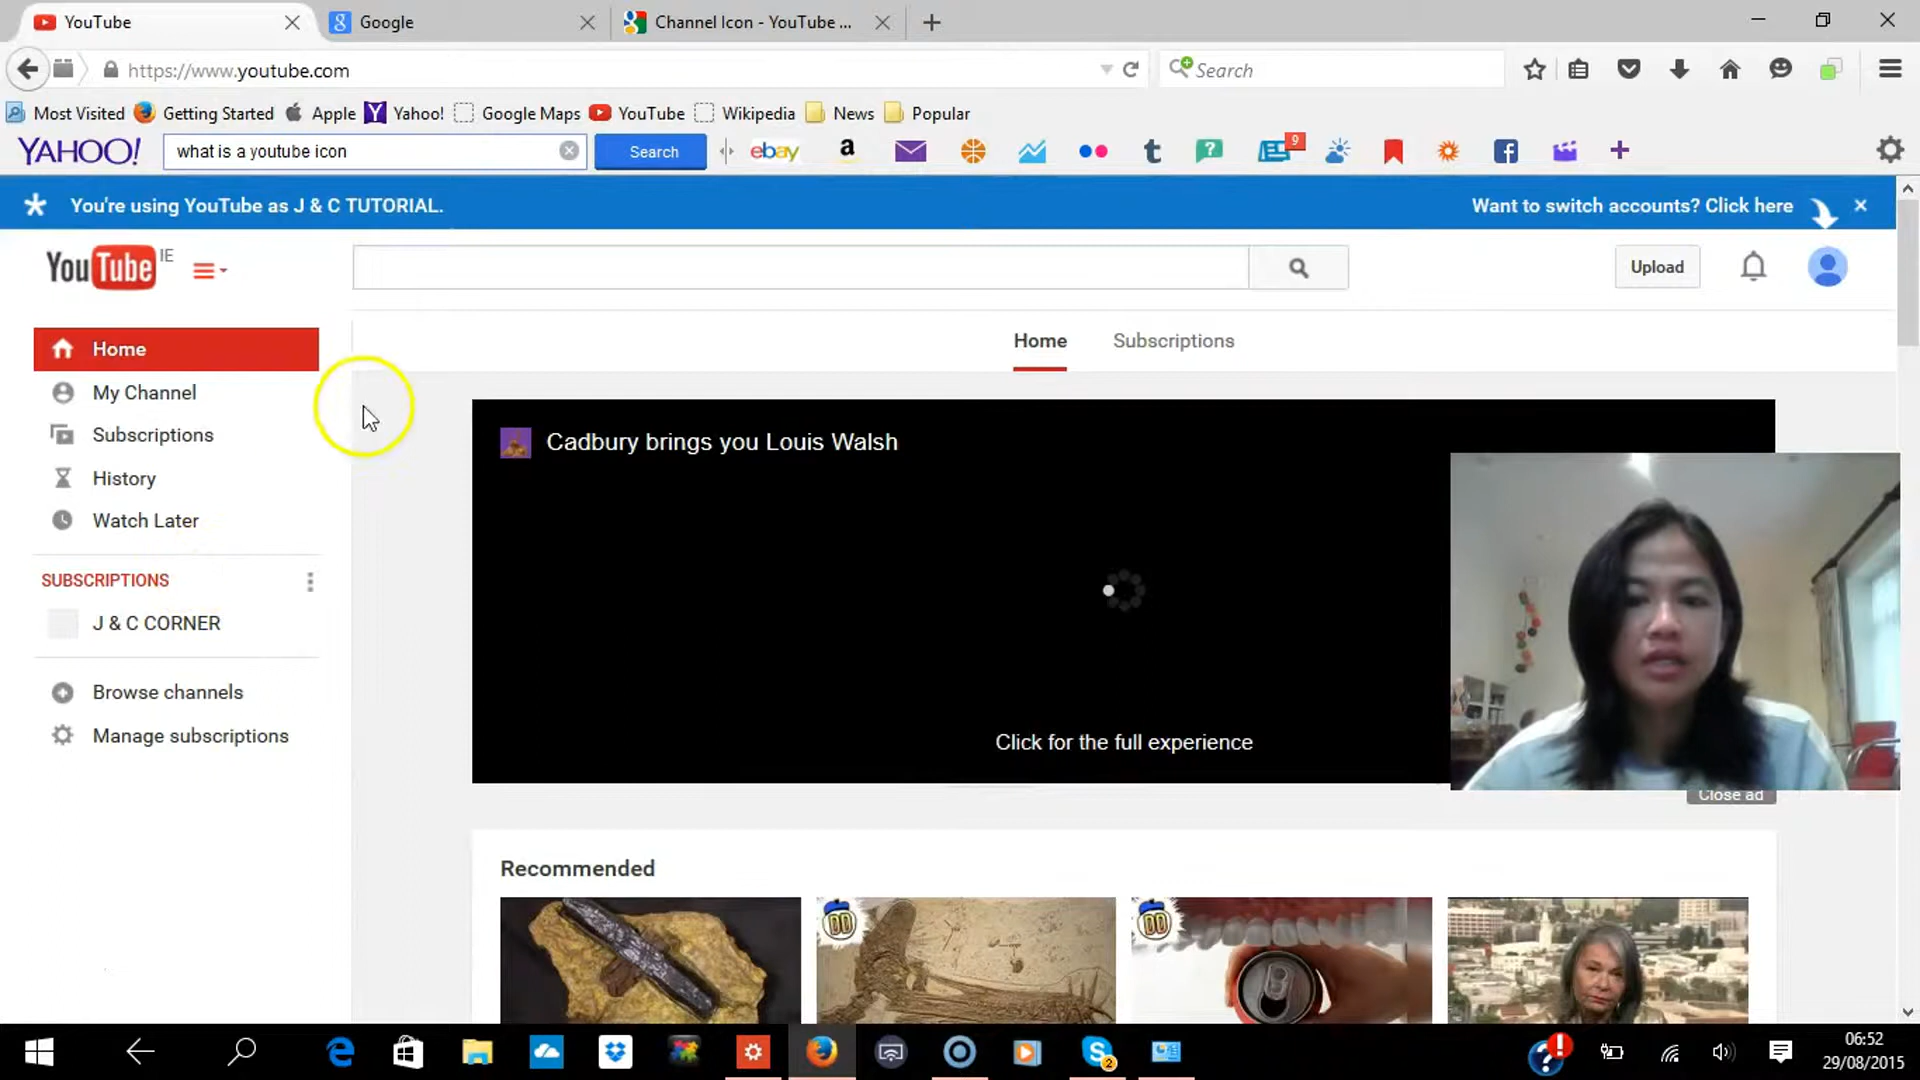 YouTube
Google
Channel Icon - YouTube ...
https://www.youtube.com
Search
Most Visited Getting Started Apple Yahoo! Google Maps YouTube Wikipedia News Popular
YAHOO! what is a youtube icon Search ebay a t ? 9
You're using YouTube as J & C TUTORIAL.
Want to switch accounts? Click here
YouTube IE
Upload
Home
My Channel
Subscriptions
History
Watch Later
SUBSCRIPTIONS
J & C CORNER
Browse channels
Manage subscriptions
Home Subscriptions
Cadbury brings you Louis Walsh
Click for the full experience
Close ad
Recommended
DD
DD
2
06:52
29/08/2015